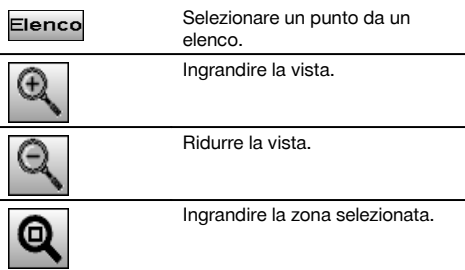 Elenco
Selezionare un punto da un
elenco.
Ingrandire la vista.
Ridurre la vista.
Ingrandire la zona selezionata.